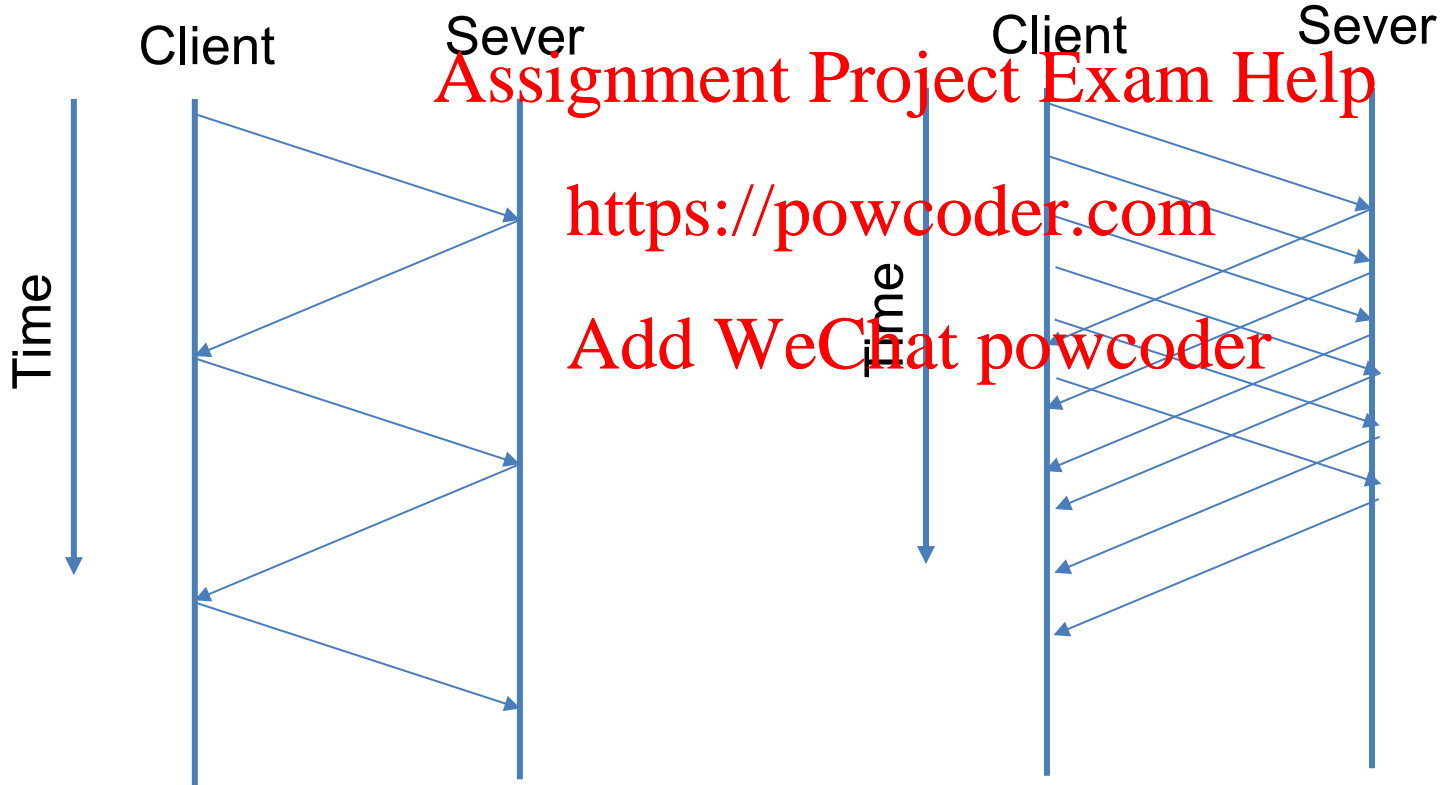 Client
Sever
Client
Sever
Assignment Project Exam Help
https://powcoder.com
Time
Time
Add WeChat powcoder